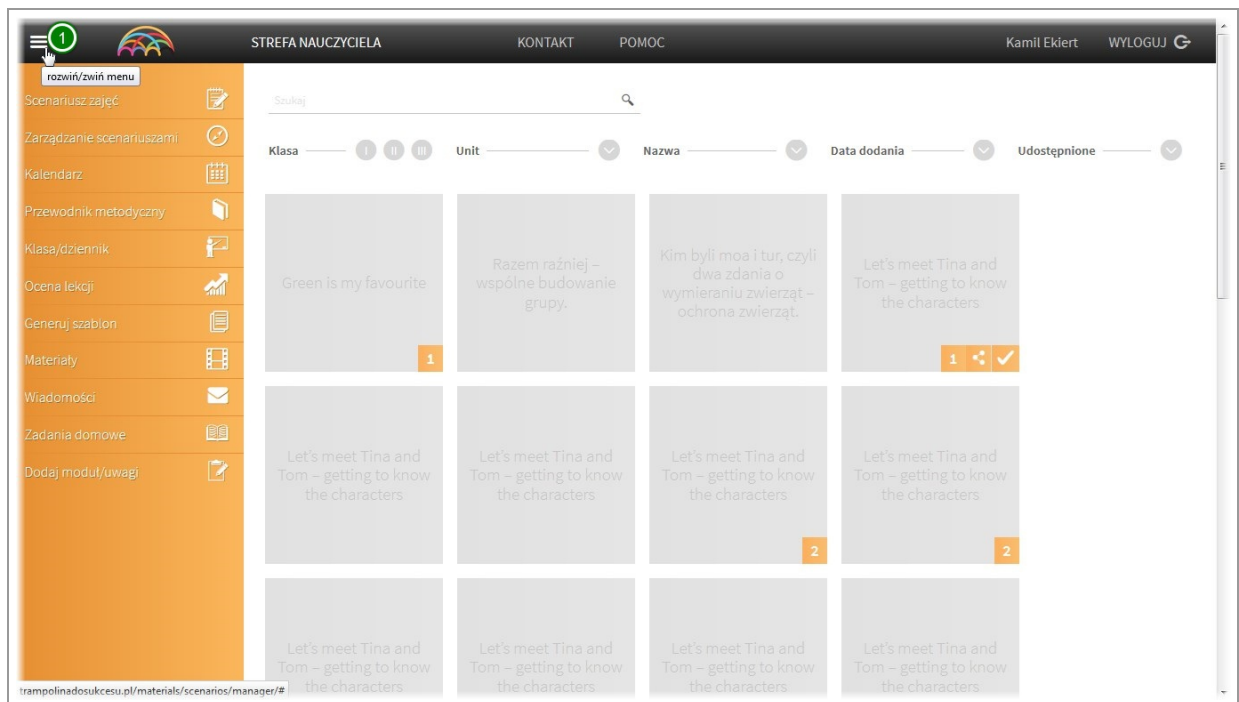 1
STREFA NAUCZYCIELA
KONTAKT
POMOC
Kamil Ekiert
WYLOGUJ
rozwiń/zwiń menu
Scenariusz zajęć
Zarządzanie scenariuszami
Kalendarz
Przewodnik metodyczny
Klasa/dziennik
Ocena lekcji
Generuj szablon
Materiały
Wiadomości
Zadania domowe
Dodaj moduł/uwagi
Szukaj
Klasa
I
II
III
Unit
Nazwa
Data dodania
Udostępnione
Green is my favourite
1
Razem raźniej –
wspólne budowanie
grupy.
Kim byli moa i tur, czyli
dwa zdania o
wymieraniu zwierząt –
ochrona zwierząt.
Let's meet Tina and
Tom – getting to know
the characters
1
Let's meet Tina and
Tom – getting to know
the characters
Let's meet Tina and
Tom – getting to know
the characters
Let's meet Tina and
Tom – getting to know
the characters
2
Let's meet Tina and
Tom – getting to know
the characters
2
Let's meet Tina and
Tom – getting to know
the characters
Let's meet Tina and
Tom – getting to know
the characters
Let's meet Tina and
Tom – getting to know
the characters
Let's meet Tina and
Tom – getting to know
the characters
trampolinadosukcesu.pl/materials/scenarios/manager/#